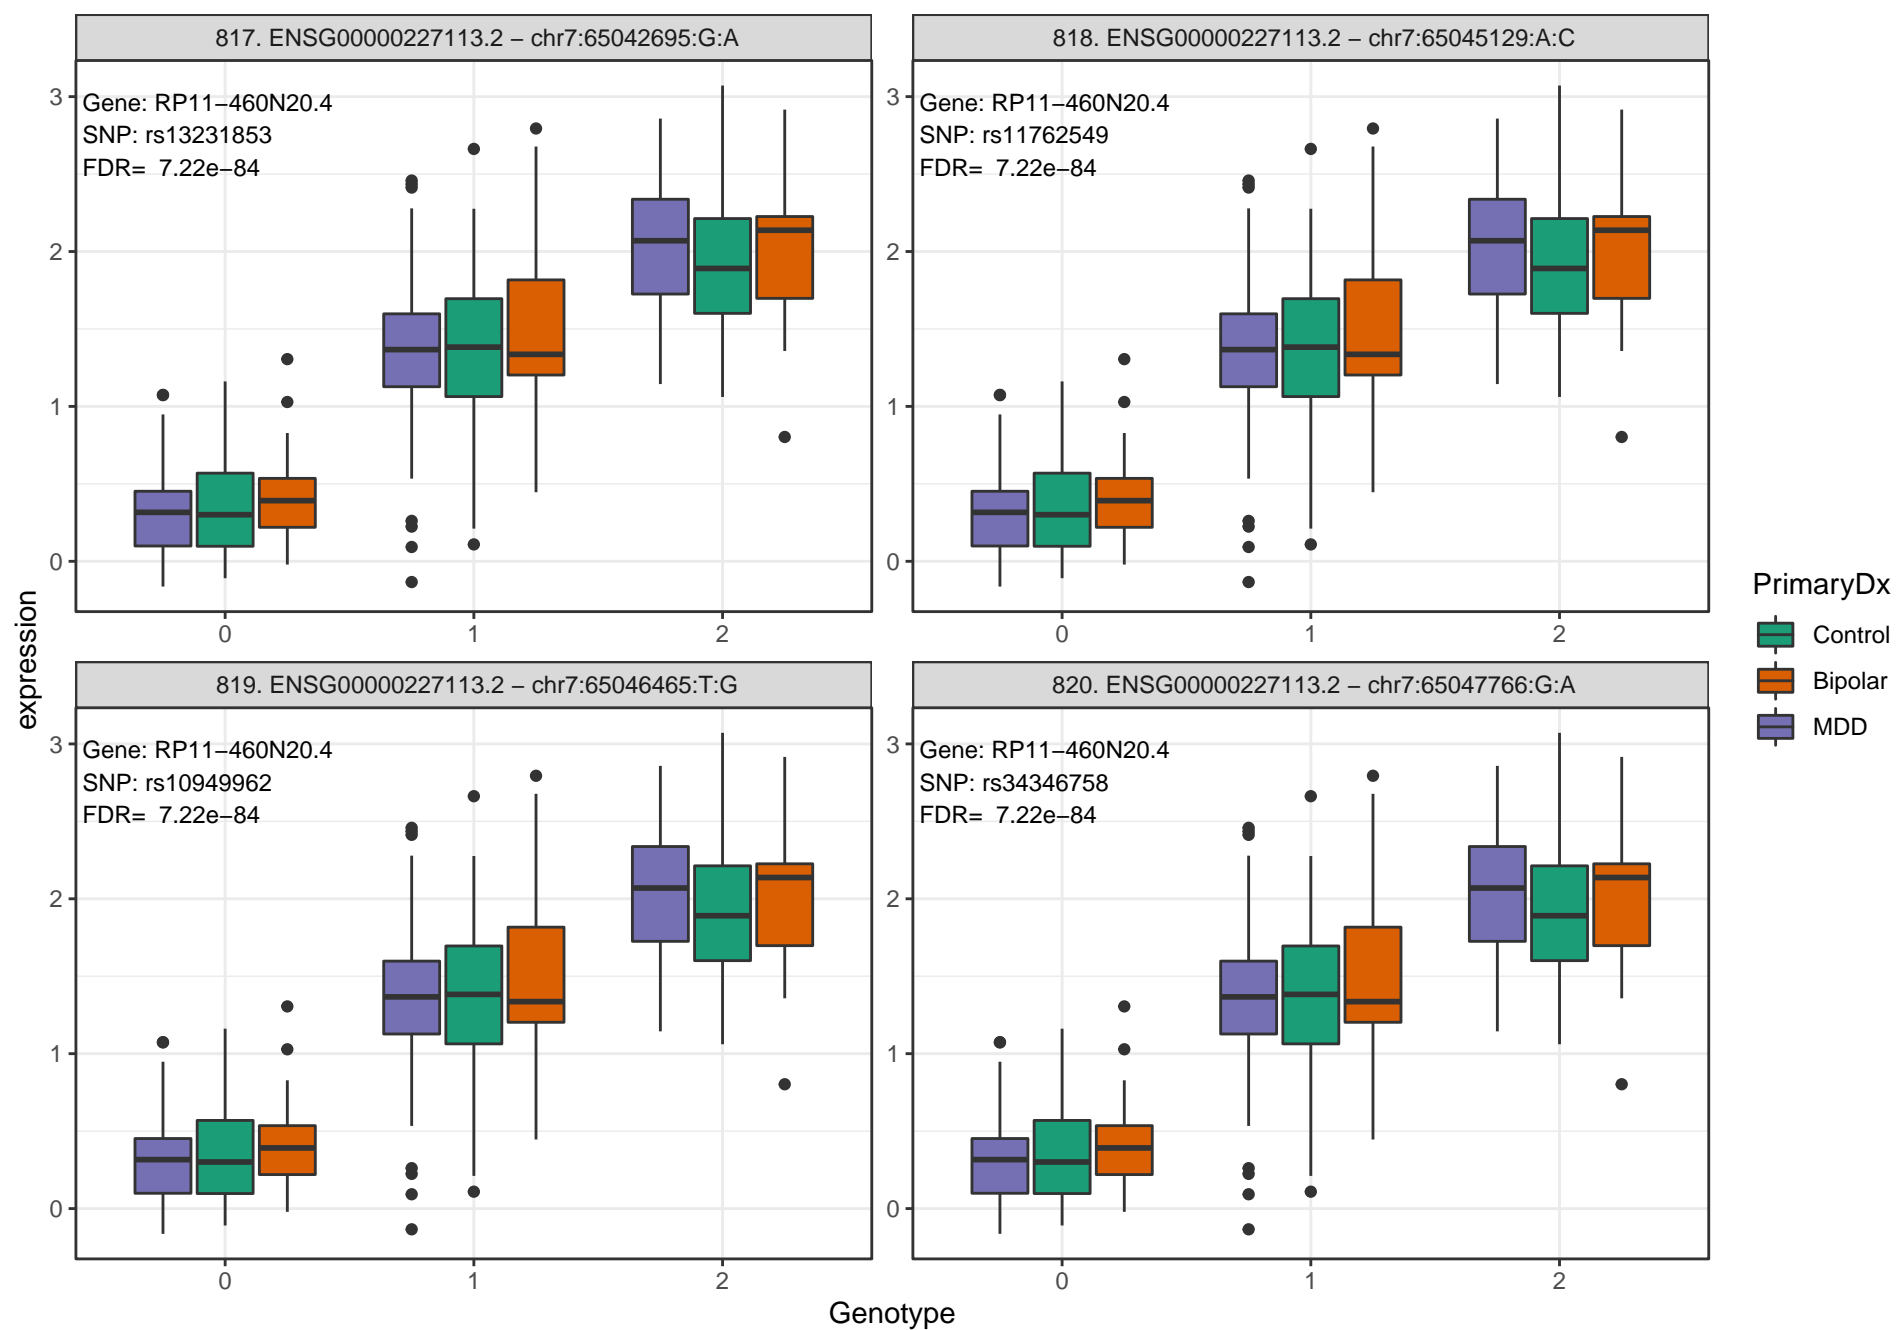 817. ENSG00000227113.2 − chr7:65042695:G:A
Gene: RP11−460N20.4
SNP: rs13231853
FDR=  7.22e−84
3
2
1
0
0
1
2
818. ENSG00000227113.2 − chr7:65045129:A:C
Gene: RP11−460N20.4
SNP: rs11762549
FDR=  7.22e−84
3
2
1
0
0
1
2
819. ENSG00000227113.2 − chr7:65046465:T:G
Gene: RP11−460N20.4
SNP: rs10949962
FDR=  7.22e−84
3
2
1
0
0
1
2
820. ENSG00000227113.2 − chr7:65047766:G:A
Gene: RP11−460N20.4
SNP: rs34346758
FDR=  7.22e−84
3
2
1
0
0
1
2
expression
Genotype
PrimaryDx
Control
Bipolar
MDD